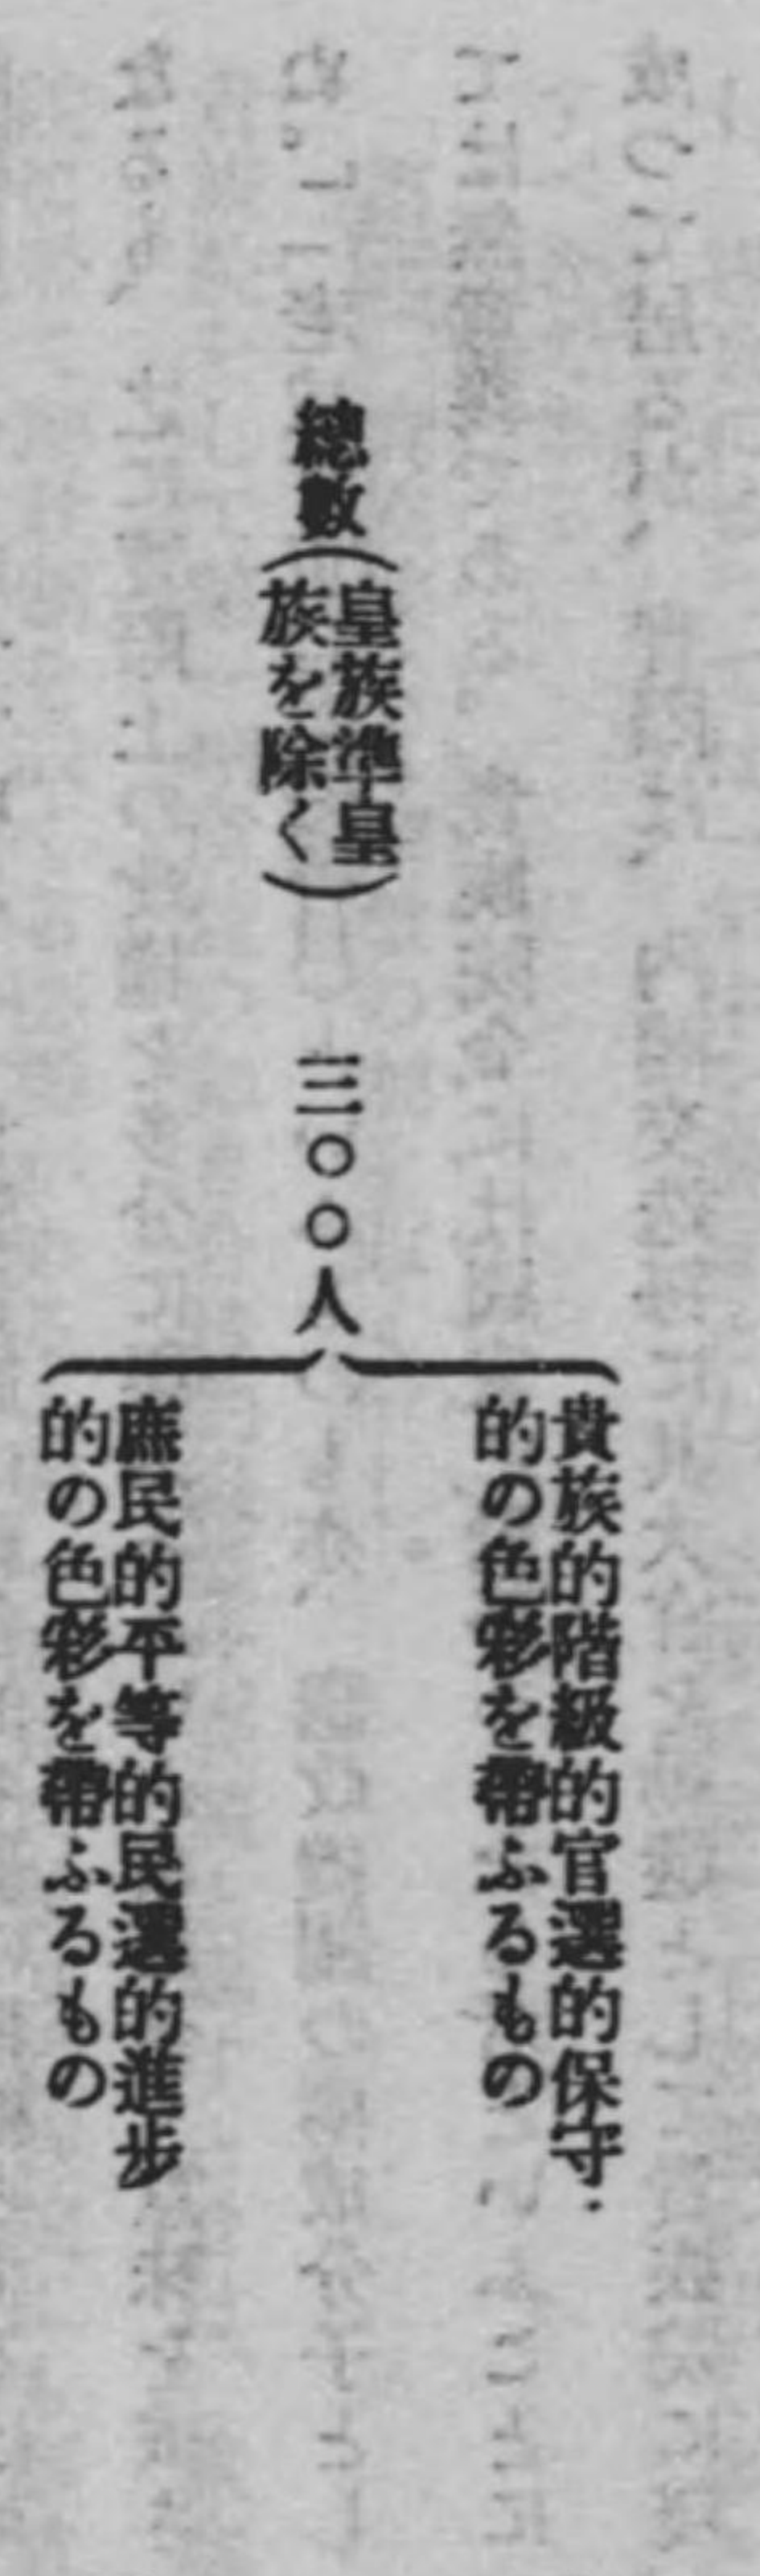 總數(皇族準皇
族を除く)
三〇〇人
貴族的階級的官選的保守
的の色彩を帶ふるもの
庶民的平等的民選的進步
的の色彩を帶ふるもの